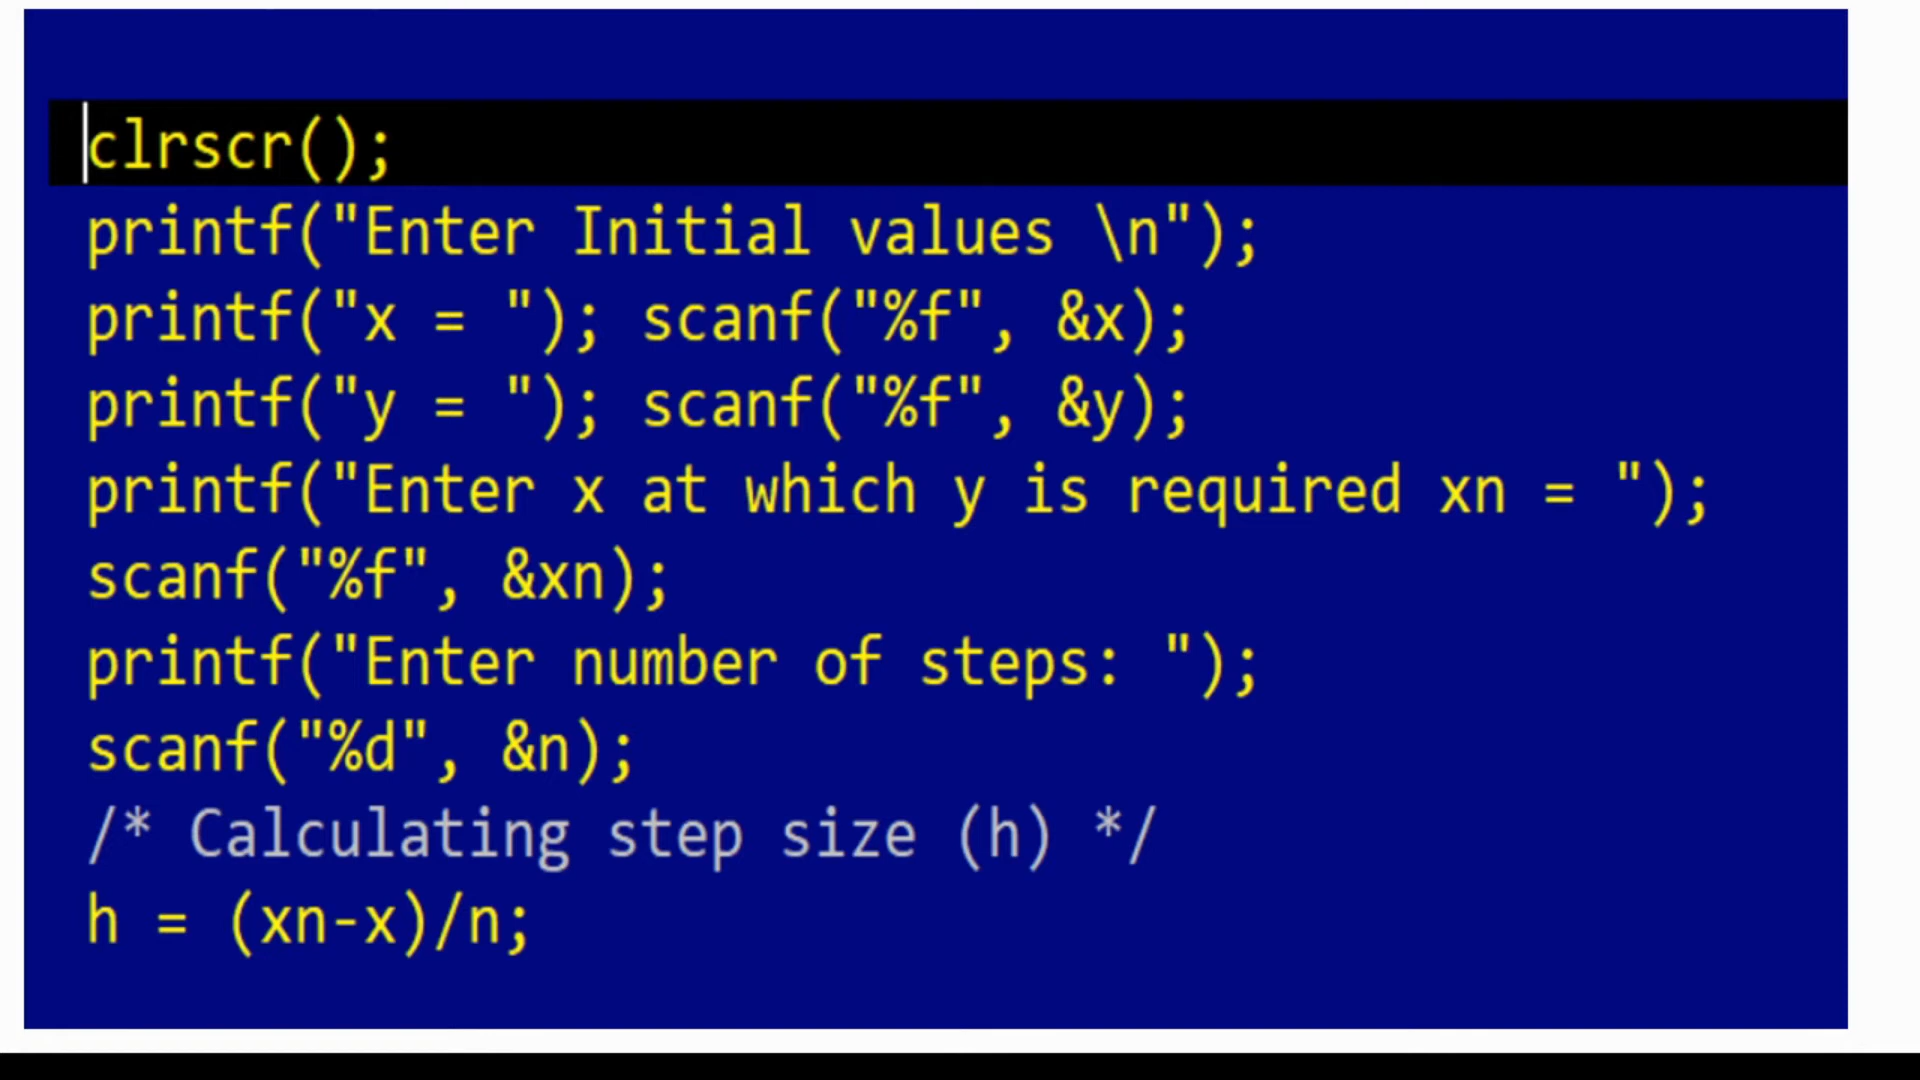 clrscr();
printf("Enter Initial values \n");
printf("x = "); scanf("%f", &x);
printf("y = "); scanf("%f", &y);
printf("Enter x at which y is required xn = ");
scanf("%f", &xn);
printf("Enter number of steps: ");
scanf("%d", &n);
/* Calculating step size (h) */
h = (xn-x)/n;